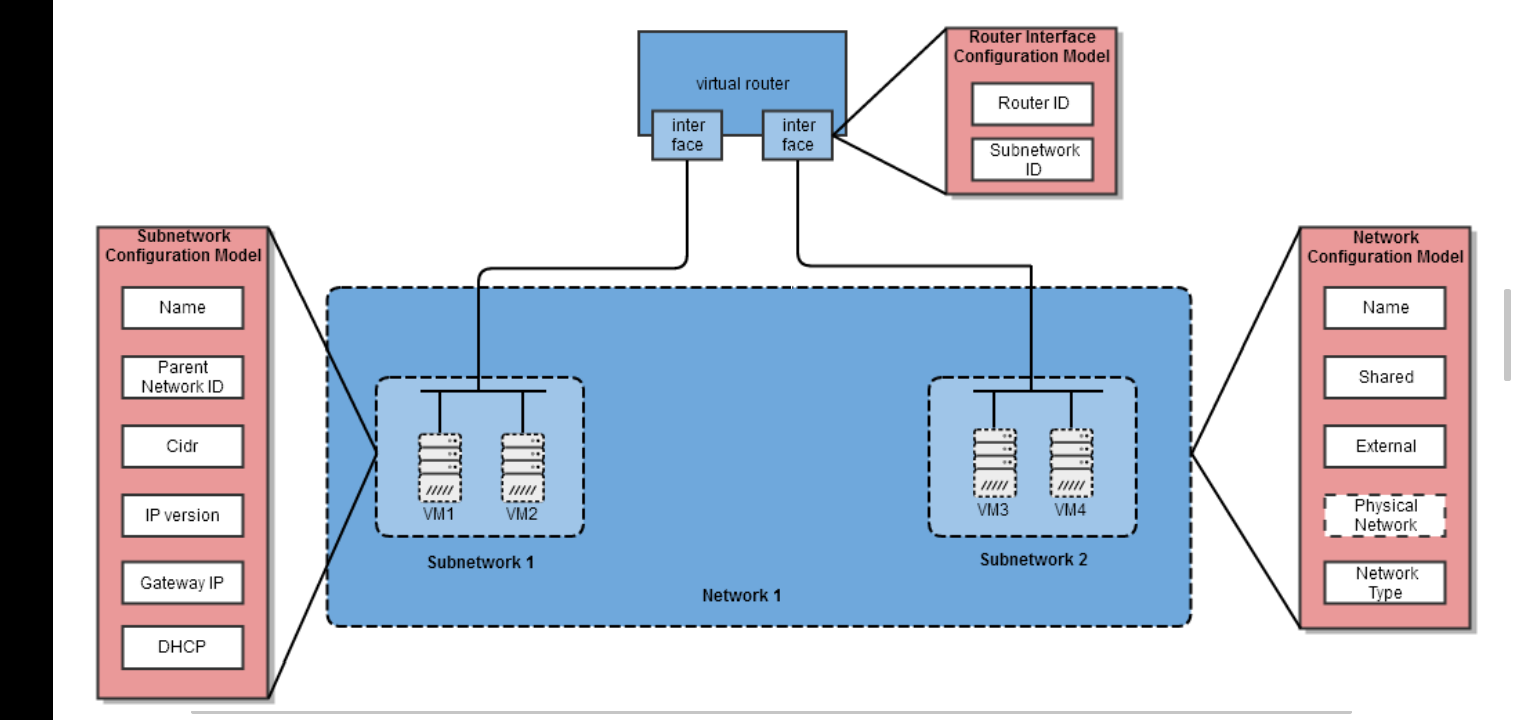 Router Interface
Configuration Model
Router ID
Subnetwork
ID
virtual router
inter
face
inter
face
Subnetwork
Configuration Model
Name
Parent
Network ID
Cidr
IP version
Gateway IP
DHCP
VM1
VM2
Subnetwork 1
VM3
VM4
Subnetwork 2
Network 1
Network
Configuration Model
Name
Shared
External
Physical
Network
Network
Type